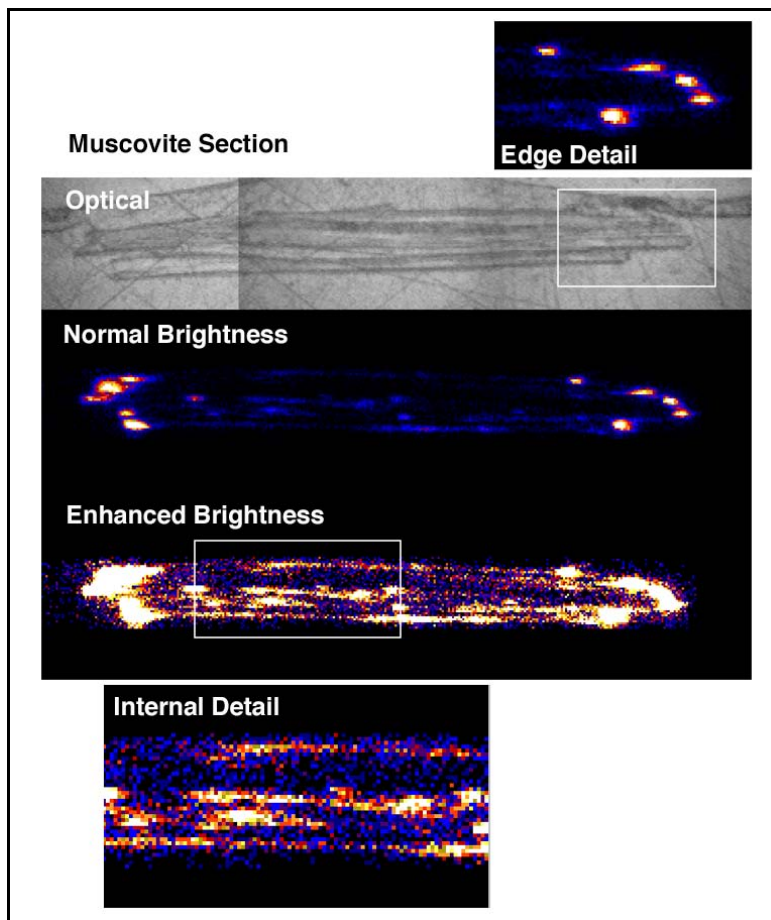 Muscovite Section
Edge Detail
Optical
Normal Brightness
Enhanced Brightness
Internal Detail